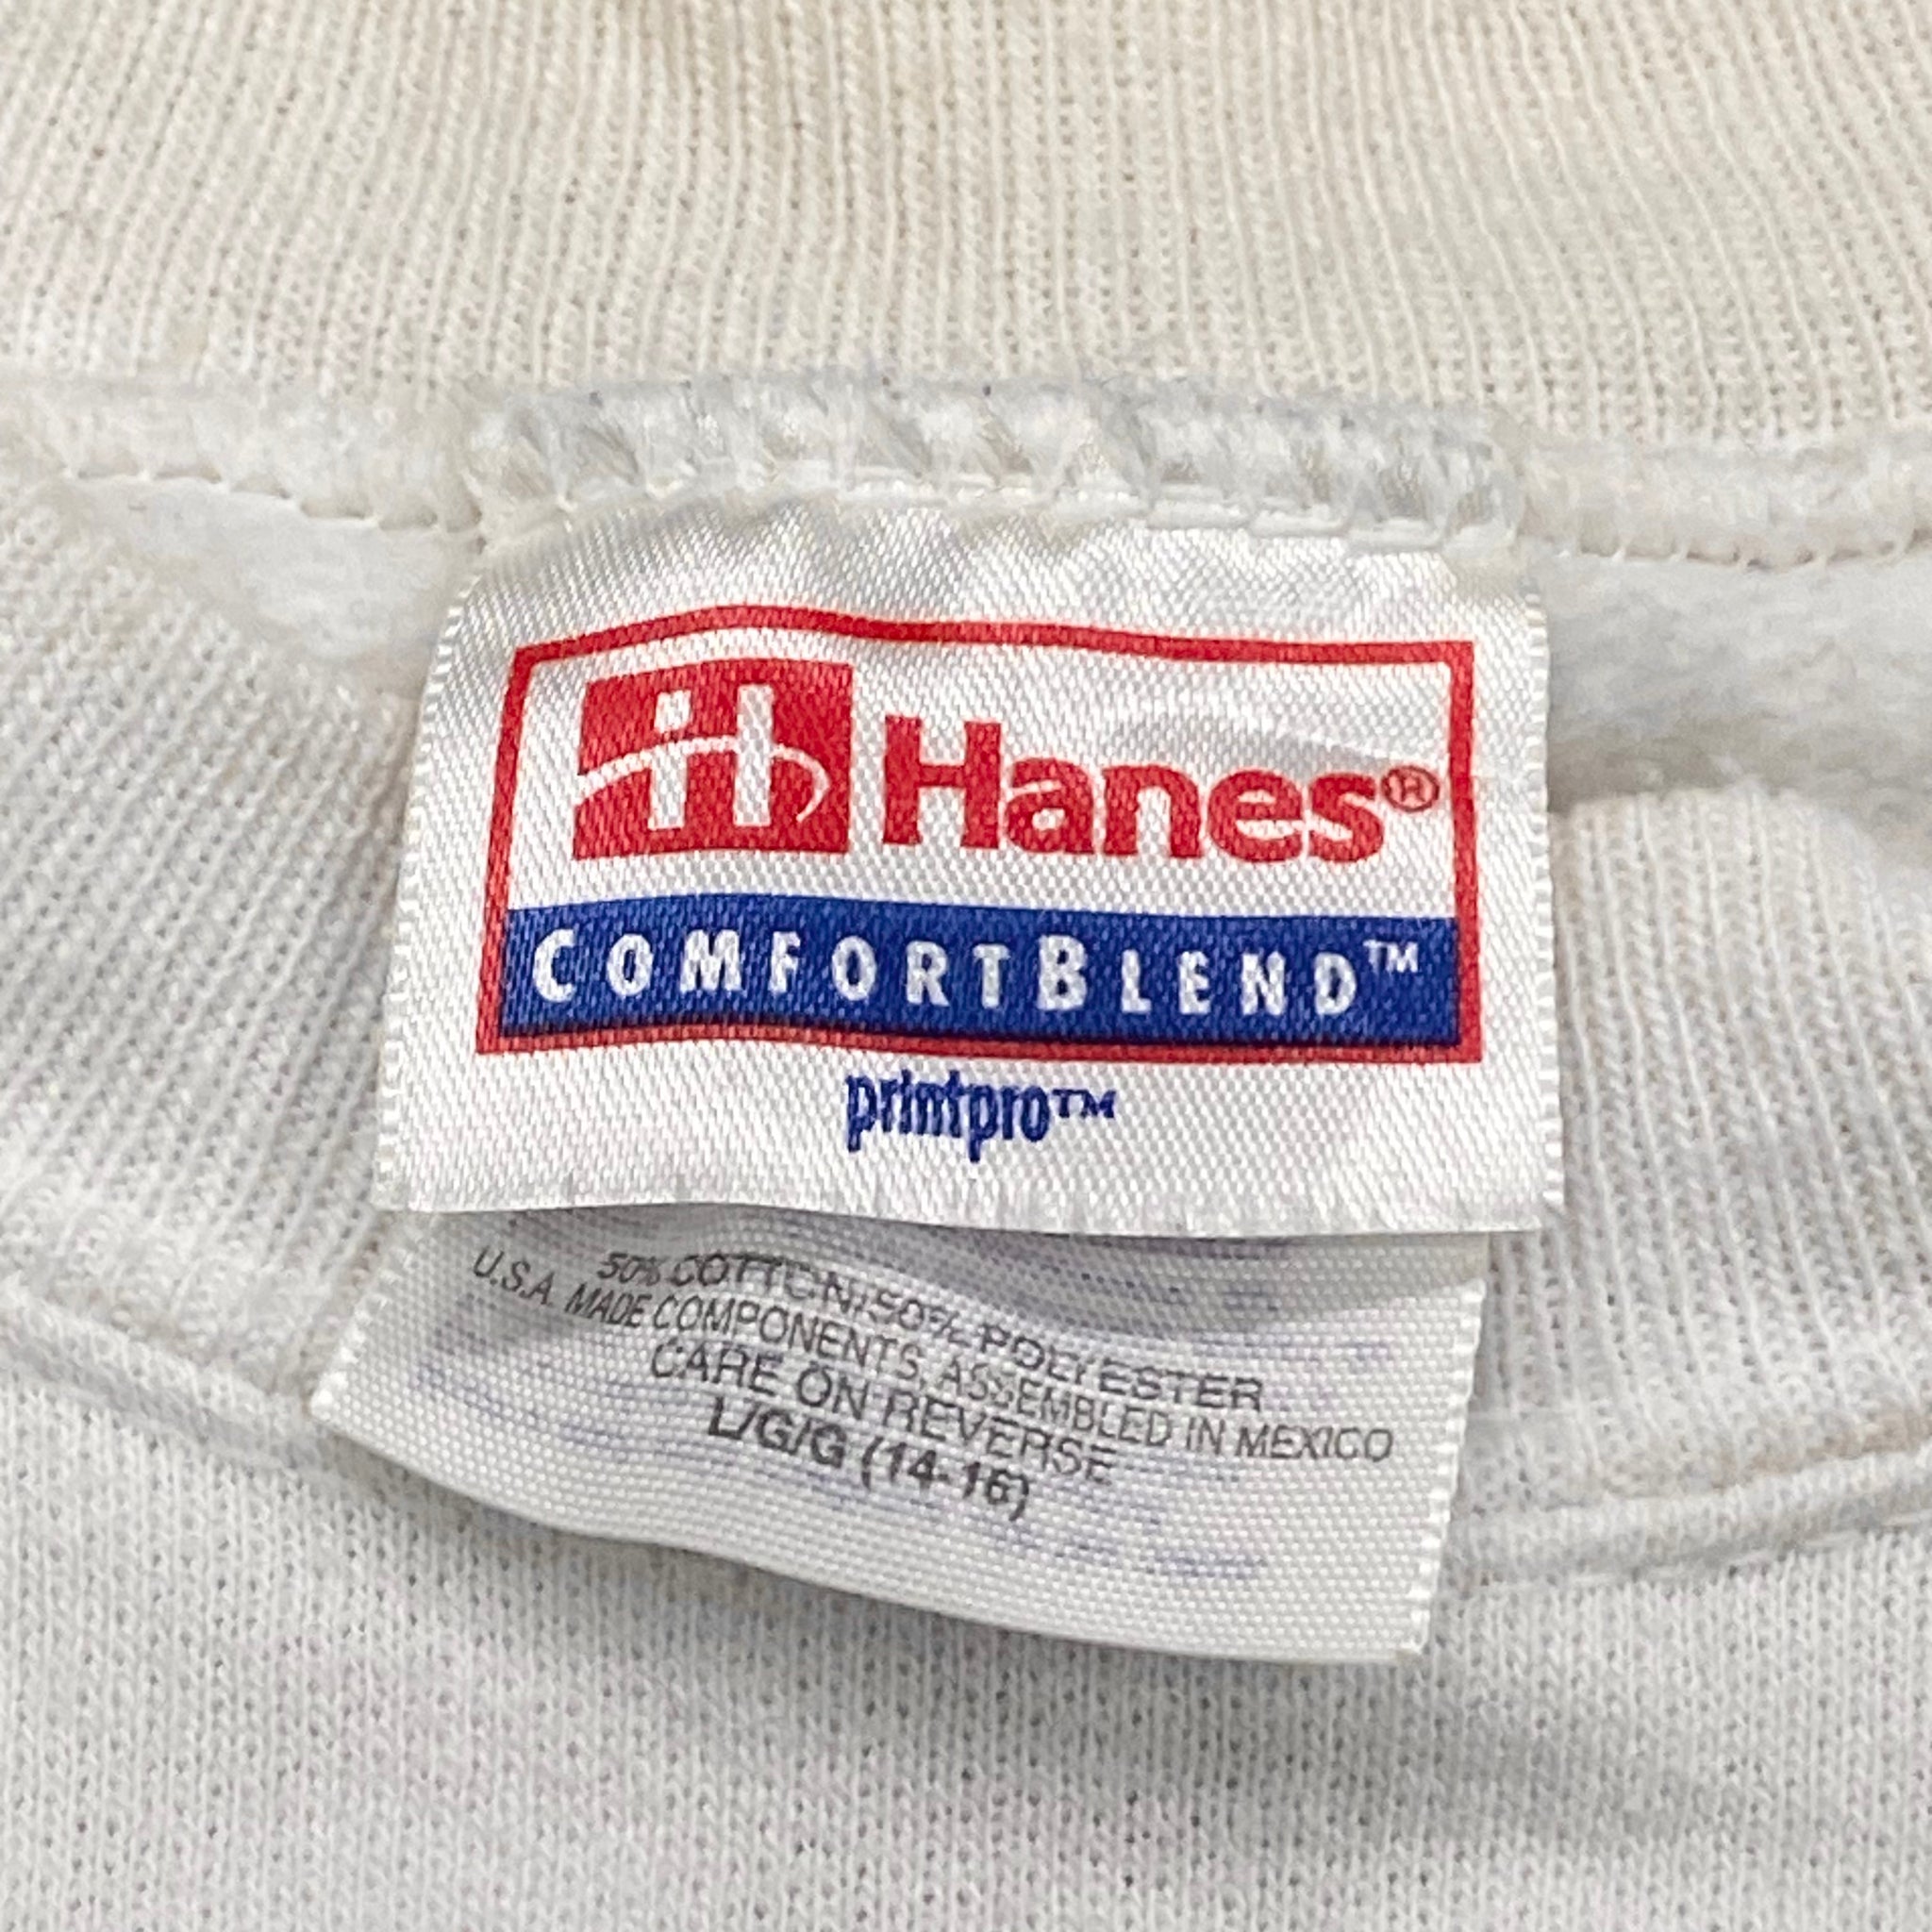 Hanes®
COMFORTBLEND™
printpro™
50% COTTON/50% POLYESTER
U.S.A. MADE COMPONENTS, ASSEMBLED IN MEXICO
CARE ON REVERSE
L/G/G (14-16)